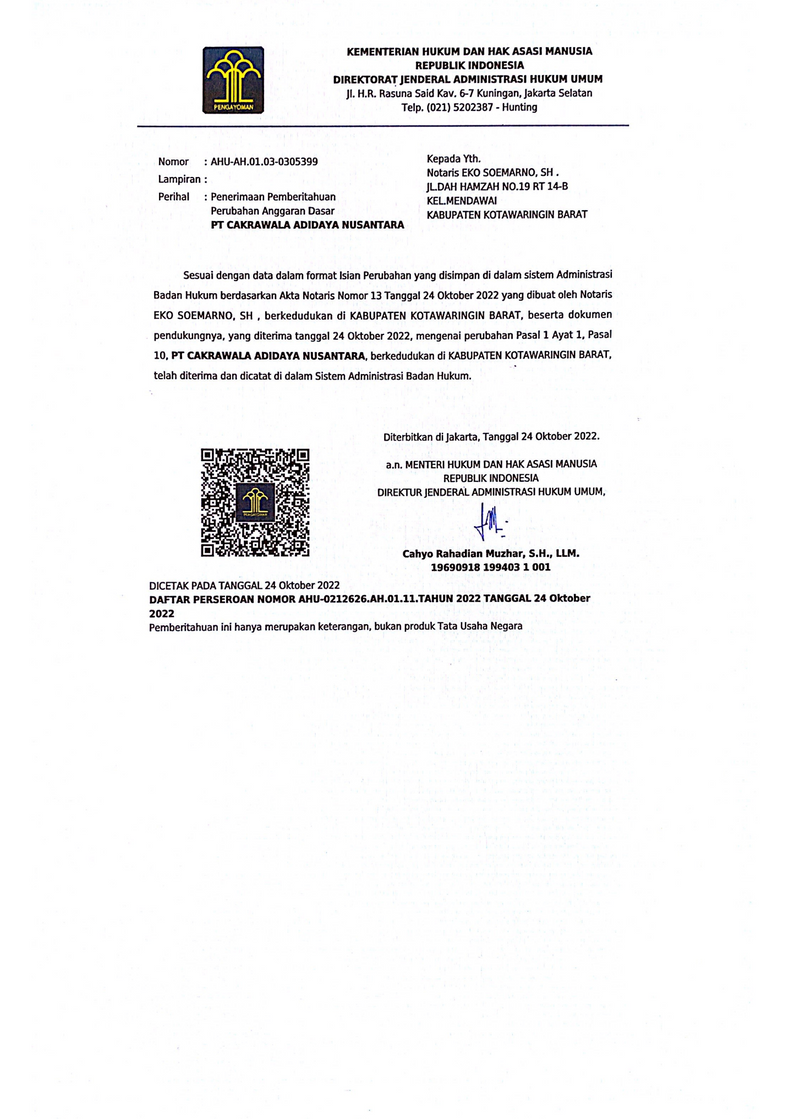 KEMENTERIAN HUKUM DAN HAK ASASI MANUSIA
REPUBLIK INDONESIA
DIREKTORAT JENDERAL ADMINISTRASI HUKUM UMUM
Jl. H.R. Rasuna Said Kav. 6-7 Kuningan, Jakarta Selatan
Telp. (021) 5202387 - Hunting
PENGAYOMAN
Nomor : AHU-AH.01.03-0305399
Lampiran :
Perihal : Penerimaan Pemberitahuan
Perubahan Anggaran Dasar
PT CAKRAWALA ADIDAYA NUSANTARA
Kepada Yth.
Notaris EKO SOEMARNO, SH .
JL.DAH HAMZAH NO.19 RT 14-B
KEL.MENDAWAI
KABUPATEN KOTAWARINGIN BARAT
Sesuai dengan data dalam format Isian Perubahan yang disimpan di dalam sistem Administrasi
Badan Hukum berdasarkan Akta Notaris Nomor 13 Tanggal 24 Oktober 2022 yang dibuat oleh Notaris
EKO SOEMARNO, SH , berkedudukan di KABUPATEN KOTAWARINGIN BARAT, beserta dokumen
pendukungnya, yang diterima tanggal 24 Oktober 2022, mengenai perubahan Pasal 1 Ayat 1, Pasal
10, PT CAKRAWALA ADIDAYA NUSANTARA, berkedudukan di KABUPATEN KOTAWARINGIN BARAT,
telah diterima dan dicatat di dalam Sistem Administrasi Badan Hukum.
Diterbitkan di Jakarta, Tanggal 24 Oktober 2022.
a.n. MENTERI HUKUM DAN HAK ASASI MANUSIA
REPUBLIK INDONESIA
DIREKTUR JENDERAL ADMINISTRASI HUKUM UMUM,
PENGAYOMAN
Cahyo Rahadian Muzhar, S.H., LLM.
19690918 199403 1 001
DICETAK PADA TANGGAL 24 Oktober 2022
DAFTAR PERSEROAN NOMOR AHU-0212626.AH.01.11.TAHUN 2022 TANGGAL 24 Oktober
2022
Pemberitahuan ini hanya merupakan keterangan, bukan produk Tata Usaha Negara